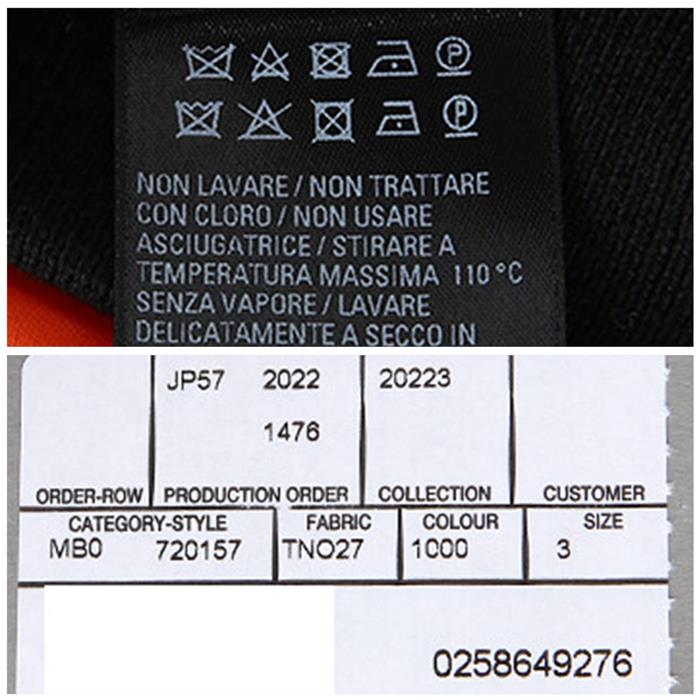 P
P
NON LAVARE / NON TRATTARE
CON CLORO / NON USARE
ASCIUGATRICE / STIRARE A
TEMPERATURA MASSIMA 110°C
SENZA VAPORE / LAVARE
DELICATAMENTE A SECCO IN
JP57 2022 20223
1476
ORDER-ROW PRODUCTION ORDER COLLECTION CUSTOMER
CATEGORY-STYLE FABRIC COLOUR SIZE
MB0 720157 TNO27 1000 3
0258649276